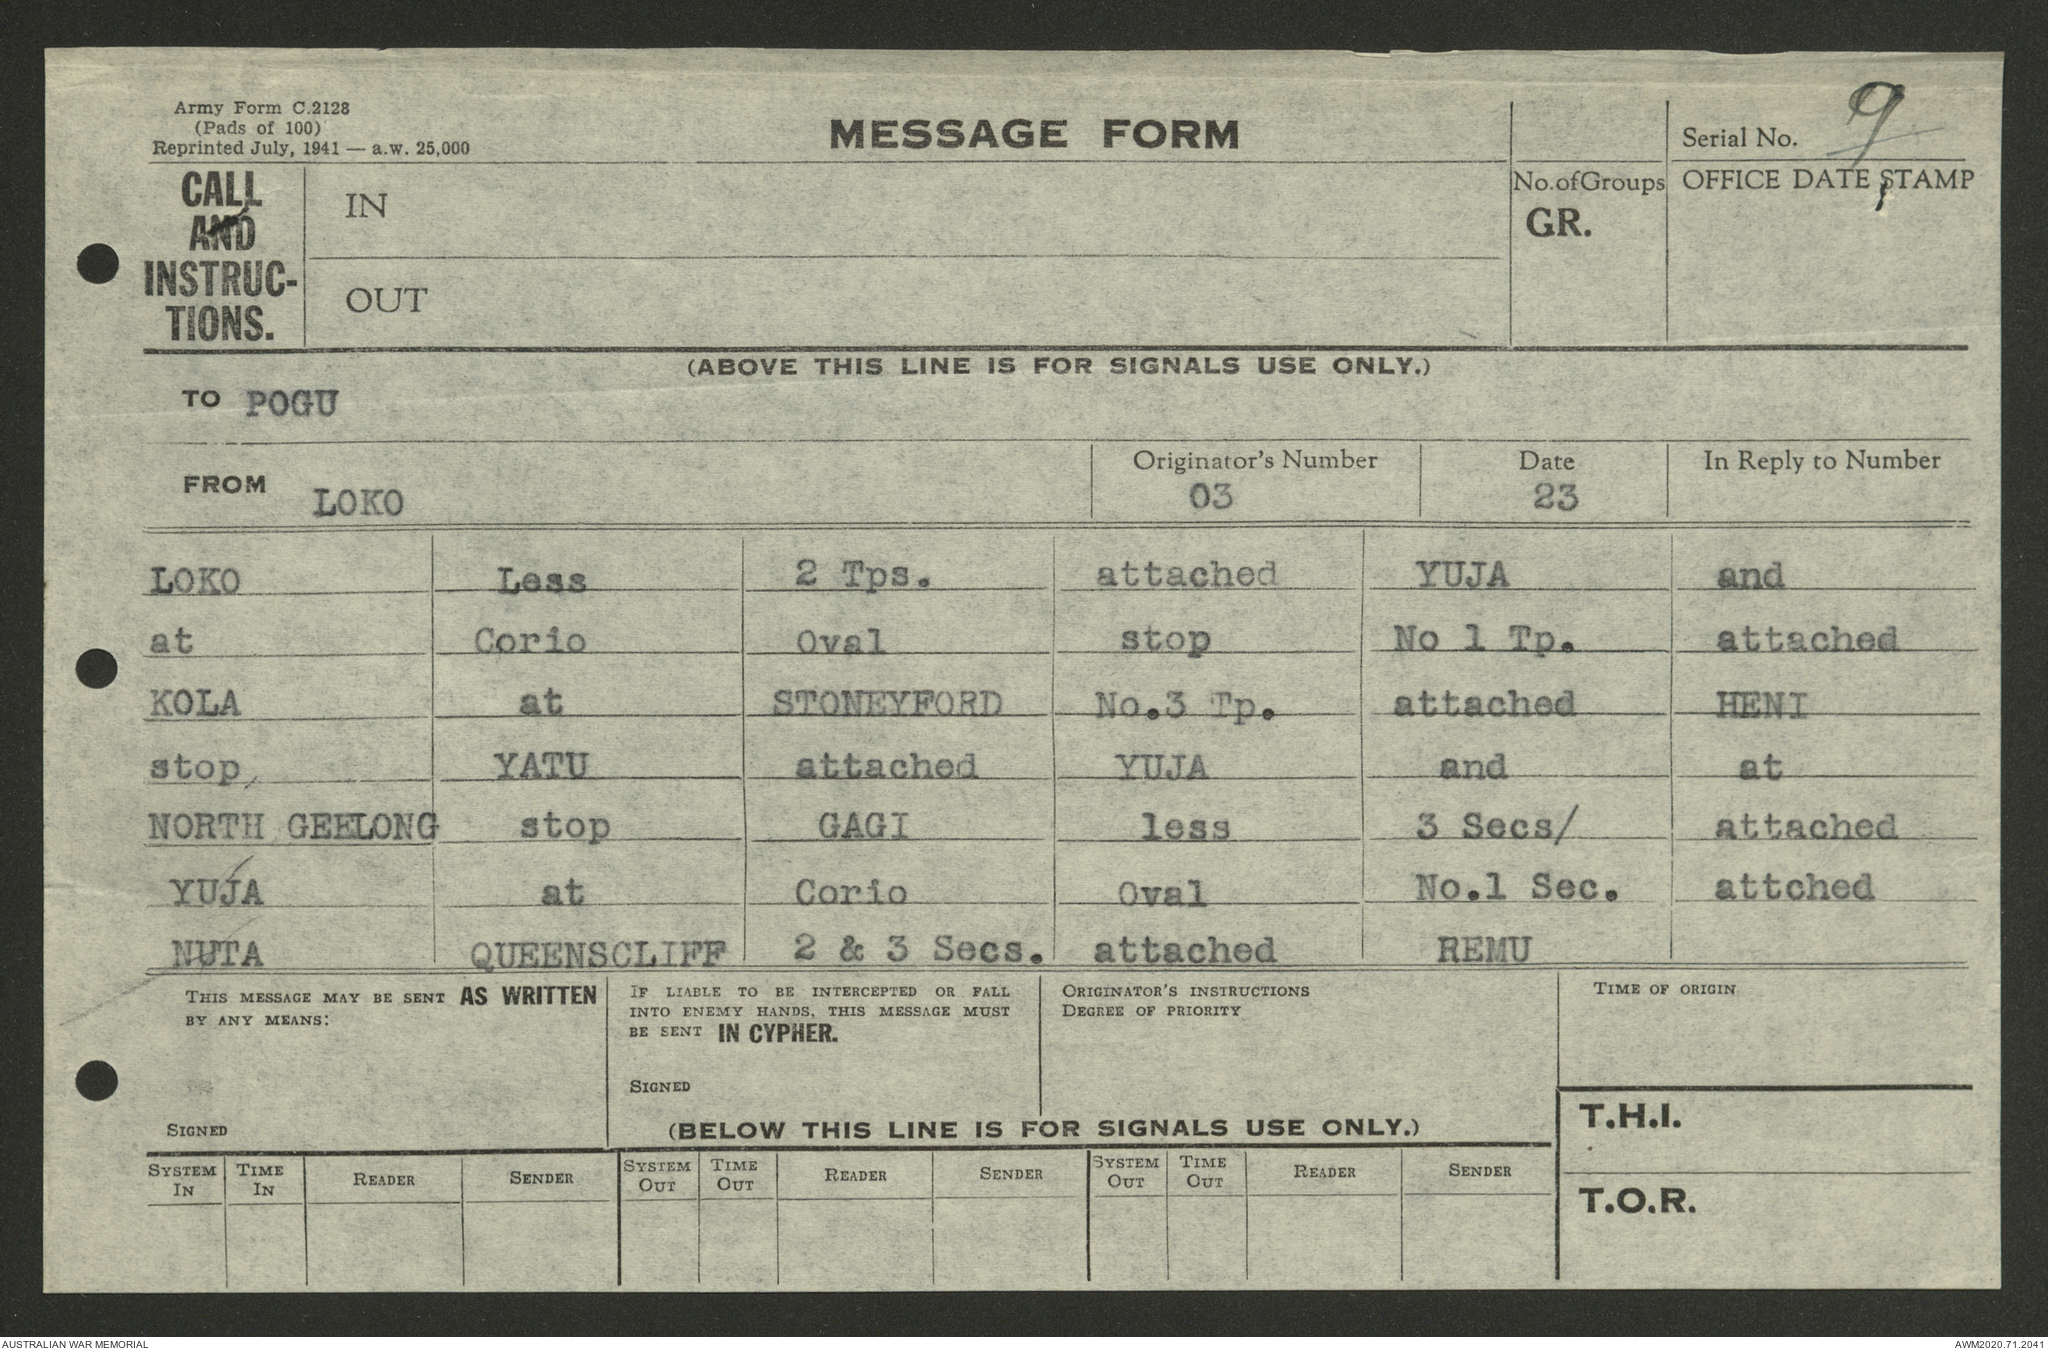 Army Form C.2128
(Pads of 100)
Reprinted July, 1941 — a.w. 25,000
MESSAGE FORM
Serial No. 9
CALL
AND
INSTRUC-
TIONS.
IN
OUT
No. of Groups
GR.
OFFICE DATE STAMP
(ABOVE THIS LINE IS FOR SIGNALS USE ONLY.)
TO POGU
FROM LOKO
Originator's Number
03
Date
23
In Reply to Number
LOKO Less 2 Tps. attached YUJA and
at Corio Oval stop No 1 Tp. attached
KOLA at STONEYFORD No.3 Tp. attached HENI
stop YATU attached YUJA and at
NORTH GEELONG stop GAGI less 3 Secs/ attached
YUJA at Corio Oval No.1 Sec. attched
NUTA QUEENSCLIFF 2 & 3 Secs. attached REMU
THIS MESSAGE MAY BE SENT AS WRITTEN
BY ANY MEANS:
SIGNED
IF LIABLE TO BE INTERCEPTED OR FALL
INTO ENEMY HANDS, THIS MESSAGE MUST
BE SENT IN CYPHER.
SIGNED
ORIGINATOR'S INSTRUCTIONS
DEGREE OF PRIORITY
TIME OF ORIGIN
(BELOW THIS LINE IS FOR SIGNALS USE ONLY.)
T.H.I.
T.O.R.
SYSTEM IN TIME IN READER SENDER SYSTEM OUT TIME OUT READER SENDER SYSTEM OUT TIME OUT READER SENDER
AUSTRALIAN WAR MEMORIAL
AWM2020.71.2041